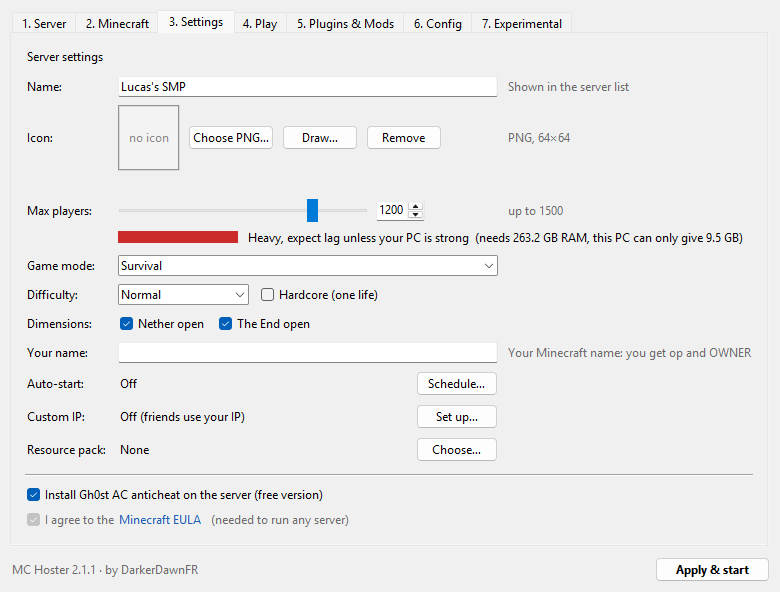 1. Server 2. Minecraft 3. Settings 4. Play 5. Plugins & Mods 6. Config 7. Experimental
Server settings
Name: Lucas's SMP Shown in the server list
Icon: no icon Choose PNG... Draw... Remove PNG, 64×64
Max players: 1200 up to 1500
Heavy, expect lag unless your PC is strong (needs 263.2 GB RAM, this PC can only give 9.5 GB)
Game mode: Survival
Difficulty: Normal Hardcore (one life)
Dimensions: Nether open The End open
Your name: Your Minecraft name: you get op and OWNER
Auto-start: Off Schedule...
Custom IP: Off (friends use your IP) Set up...
Resource pack: None Choose...
Install Gh0st AC anticheat on the server (free version)
I agree to the Minecraft EULA (needed to run any server)
MC Hoster 2.1.1 · by DarkerDawnFR Apply & start